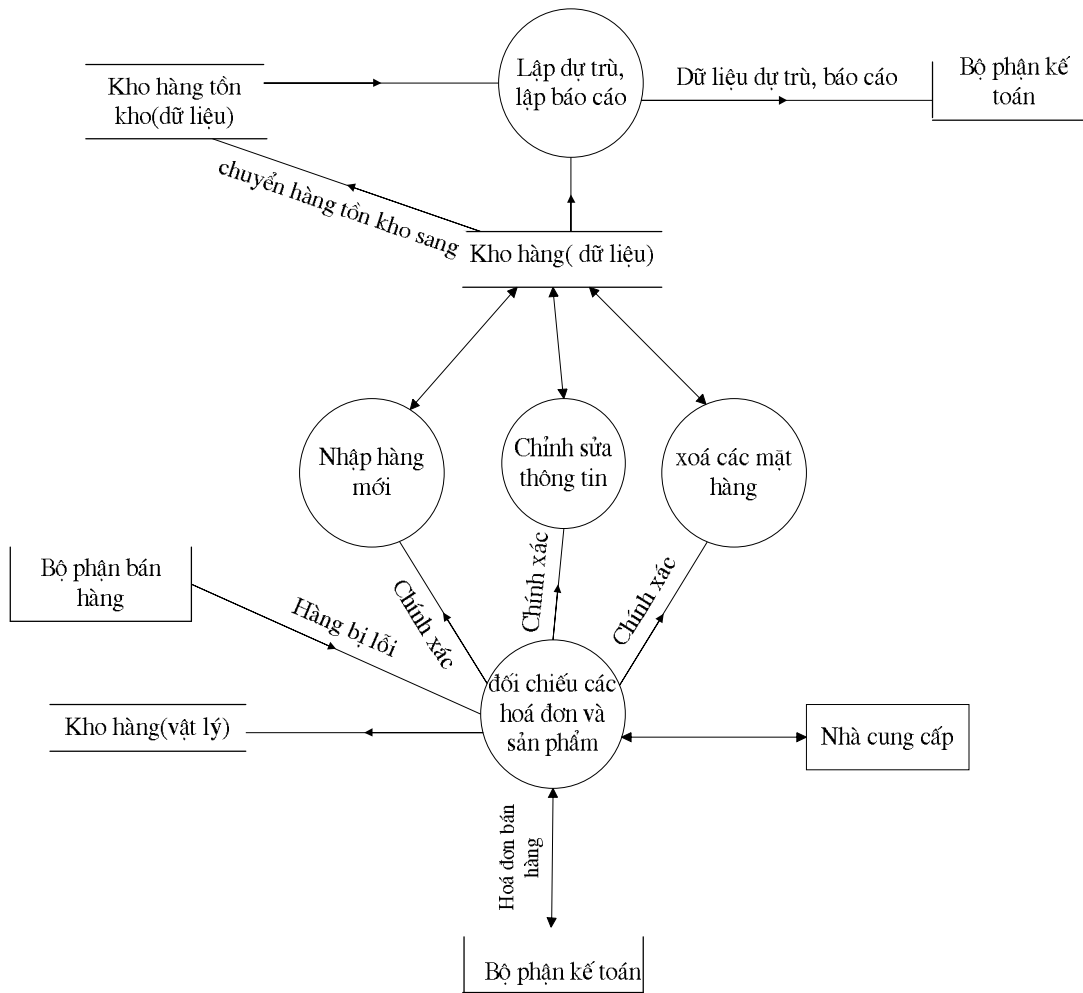 Lập dự trù,
lập báo cáo
Kho hàng tồn
kho(dữ liệu)
Dữ liệu dự trù, báo cáo
Bộ phận kế
toán
chuyển hàng tồn kho sang
Kho hàng( dữ liệu)
Nhập hàng
mới
Chỉnh sửa
thông tin
xoá các mặt
hàng
Bộ phận bán
hàng
Hàng bị lỗi
Chính xác
Chính xác
Chính xác
đối chiếu các
hoá đơn và
sản phẩm
Kho hàng(vật lý)
Nhà cung cấp
Hoá đơn bán
hàng
Bộ phận kế toán